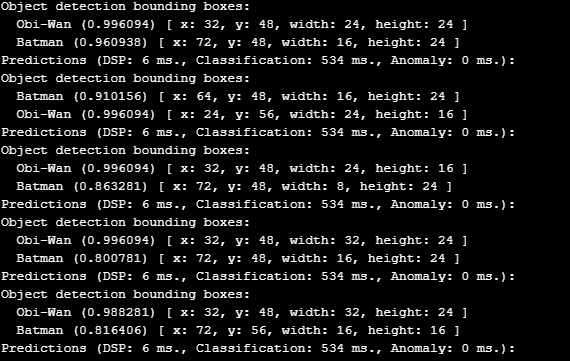 Object detection bounding boxes:
Obi-Wan (0.996094) [ x: 32, y: 48, width: 24, height: 24 ]
Batman (0.960938) [ x: 72, y: 48, width: 16, height: 24 ]
Predictions (DSP: 6 ms., Classification: 534 ms., Anomaly: 0 ms.):
Object detection bounding boxes:
Batman (0.910156) [ x: 64, y: 48, width: 16, height: 24 ]
Obi-Wan (0.996094) [ x: 24, y: 56, width: 24, height: 16 ]
Predictions (DSP: 6 ms., Classification: 534 ms., Anomaly: 0 ms.):
Object detection bounding boxes:
Obi-Wan (0.996094) [ x: 32, y: 48, width: 24, height: 16 ]
Batman (0.863281) [ x: 72, y: 48, width: 8, height: 24 ]
Predictions (DSP: 6 ms., Classification: 534 ms., Anomaly: 0 ms.):
Object detection bounding boxes:
Obi-Wan (0.996094) [ x: 32, y: 48, width: 32, height: 24 ]
Batman (0.800781) [ x: 72, y: 48, width: 16, height: 24 ]
Predictions (DSP: 6 ms., Classification: 534 ms., Anomaly: 0 ms.):
Object detection bounding boxes:
Obi-Wan (0.988281) [ x: 32, y: 48, width: 32, height: 24 ]
Batman (0.816406) [ x: 72, y: 56, width: 16, height: 16 ]
Predictions (DSP: 6 ms., Classification: 534 ms., Anomaly: 0 ms.):